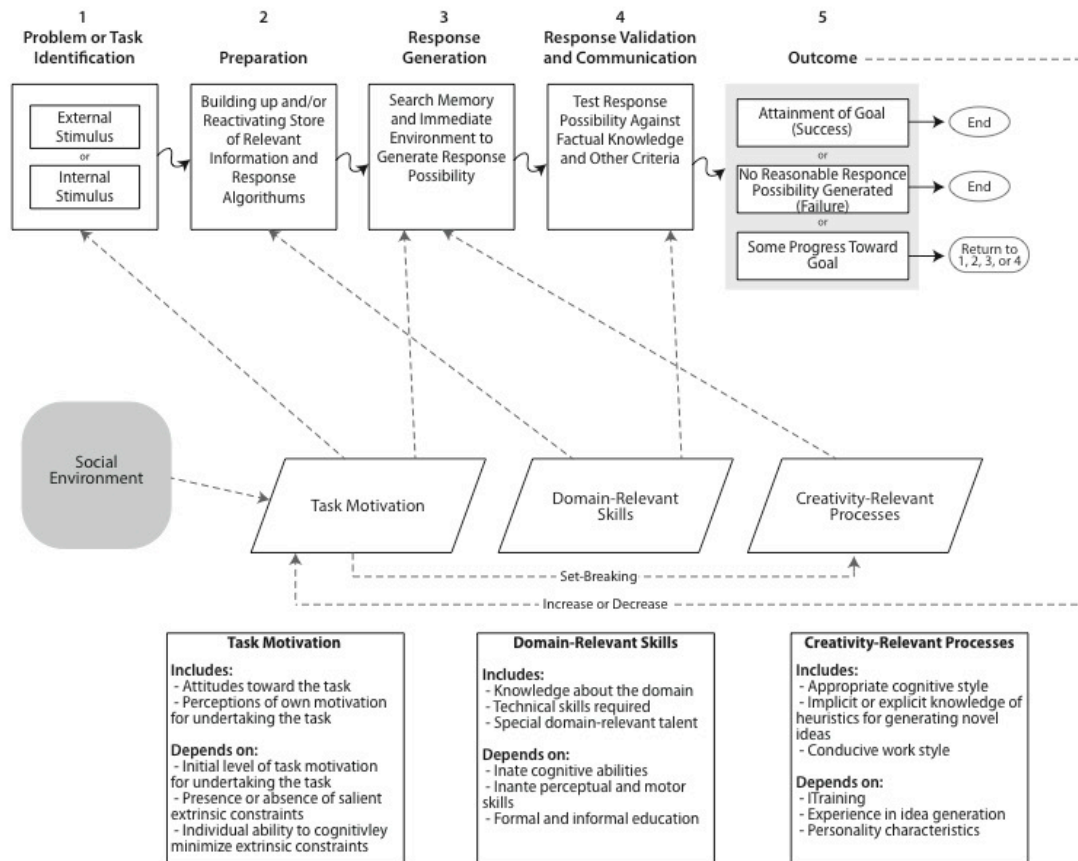 1
Problem or Task
Identification
2
Preparation
3
Response
Generation
4
Response Validation
and Communication
5
Outcome
External
Stimulus
or
Internal
Stimulus
Building up and/or
Reactivating Store
of Relevant
Information and
Response
Algorithums
Search Memory
and Immediate
Environment to
Generate Response
Possibility
Test Response
Possibility Against
Factual Knowledge
and Other Criteria
Attainment of Goal
(Success)
End
or
No Reasonable Responce
Possibility Generated
(Failure)
End
or
Some Progress Toward
Goal
Return to
1, 2, 3, or 4
Social
Environment
Task Motivation
Domain-Relevant
Skills
Creativity-Relevant
Processes
Set-Breaking
Increase or Decrease
Task Motivation
Includes:
- Attitudes toward the task
- Perceptions of own motivation
for undertaking the task
Depends on:
- Initial level of task motivation
for undertaking the task
- Presence or absence of salient
extrinsic constraints
- Individual ability to cognitivley
minimize extrinsic constraints
Domain-Relevant Skills
Includes:
- Knowledge about the domain
- Technical skills required
- Special domain-relevant talent
Depends on:
- Inate cognitive abilities
- Inante perceptual and motor
skills
- Formal and informal education
Creativity-Relevant Processes
Includes:
- Appropriate cognitive style
- Implicit or explicit knowledge of
heuristics for generating novel
ideas
- Conducive work style
Depends on:
- ITraining
- Experience in idea generation
- Personality characteristics